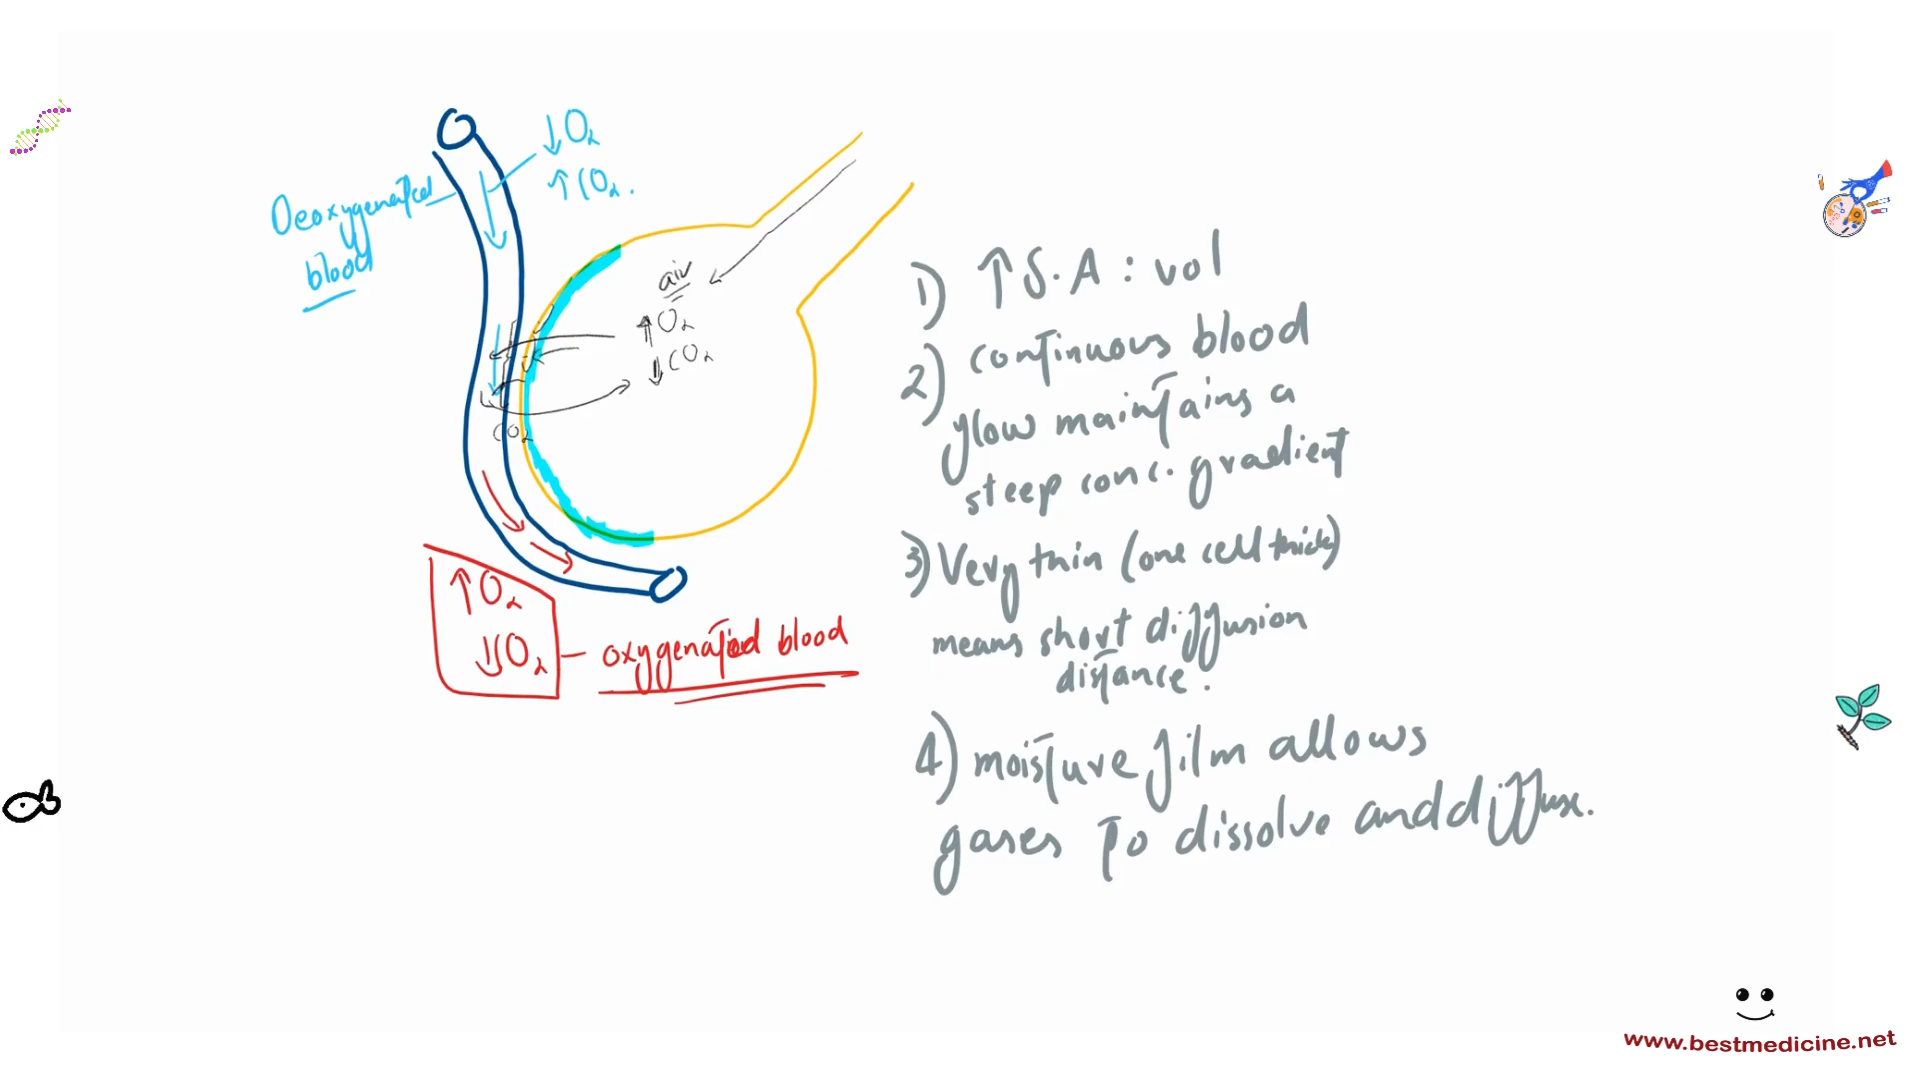 ↓O₂
↑CO₂.
Deoxygenated
blood
air
↑O₂
↓CO₂
CO₂
↑O₂
↓O₂
oxygenated blood
1) ↑S.A : vol
2) continuous blood
flow maintains a
steep conc. gradient
3) Very thin (one cell thick)
means short diffusion
distance.
4) moisture film allows
gases to dissolve and diffuse.
www.bestmedicine.net